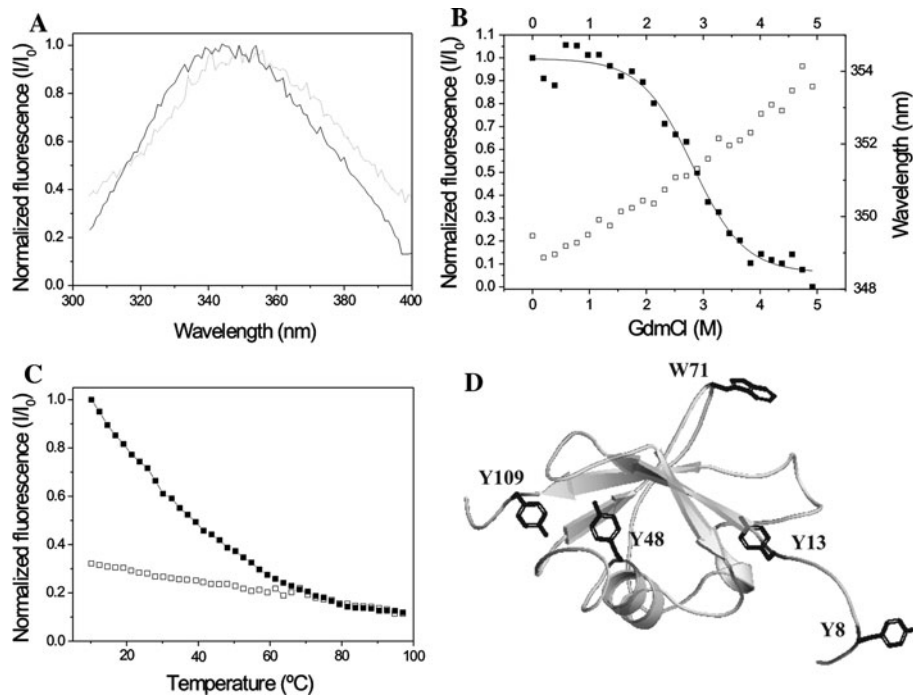 A
Normalized fluorescence (I/I₀)
1.0
0.8
0.6
0.4
0.2
0.0
300 320 340 360 380 400
Wavelength (nm)
B
0 1 2 3 4 5
Normalized fluorescence (I/I₀)
1.1
1.0
0.9
0.8
0.7
0.6
0.5
0.4
0.3
0.2
0.1
0.0
354
352
350
348
Wavelength (nm)
0 1 2 3 4 5
GdmCl (M)
C
Normalized fluorescence (I/I₀)
1.0
0.8
0.6
0.4
0.2
0.0
20 40 60 80 100
Temperature (ºC)
D
W71
Y109
Y48
Y13
Y8